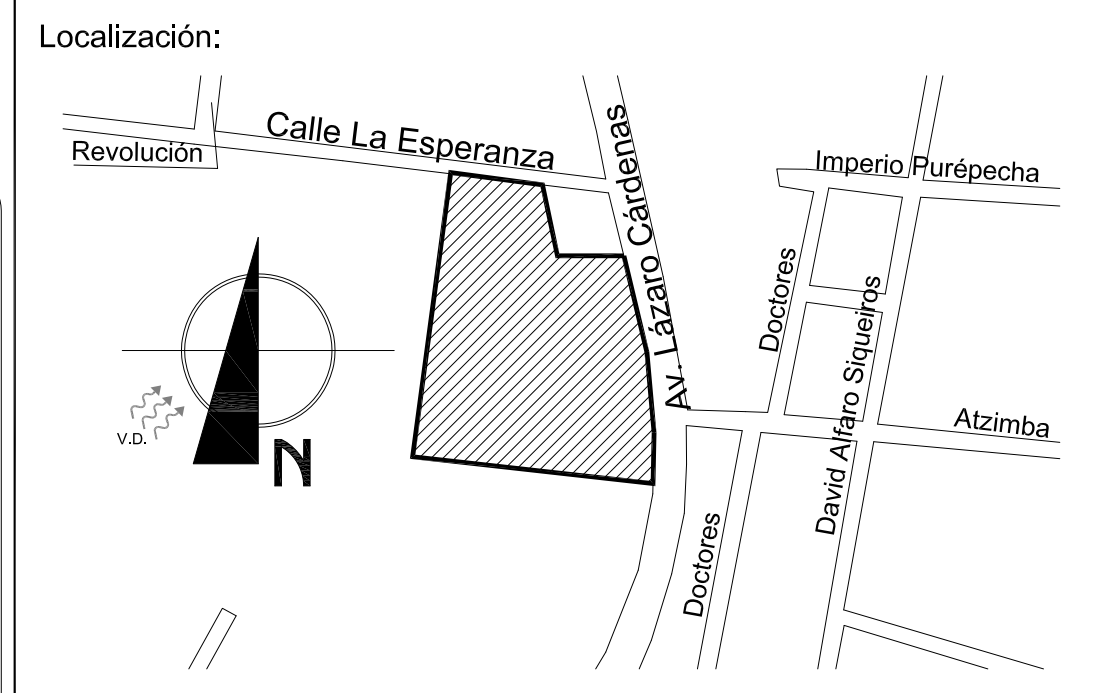 Localización:
Calle La Esperanza
Revolución
Av. Lázaro Cárdenas
Imperio Purépecha
Doctores
David Alfaro Siqueiros
Atzimba
V.D.
N
Doctores